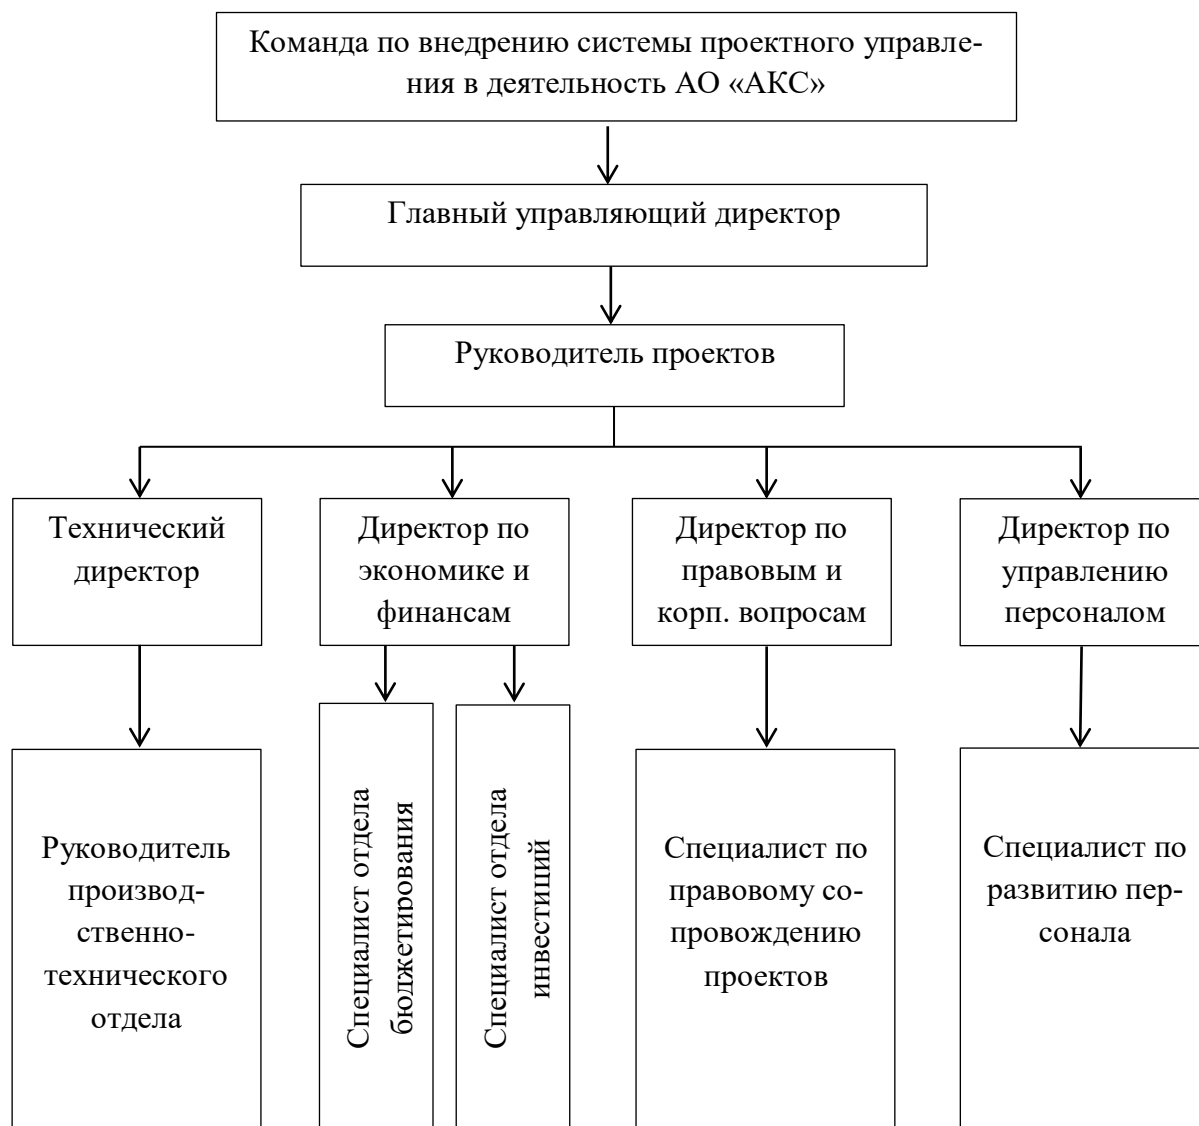 Команда по внедрению системы проектного управле-
ния в деятельность АО «АКС»
Главный управляющий директор
Руководитель проектов
Технический
директор
Директор по
экономике и
финансам
Директор по
правовым и
корп. вопросам
Директор по
управлению
персоналом
Руководитель
производ-
ственно-
технического
отдела
Специалист отдела
бюджетирования
Специалист отдела
инвестиций
Специалист по
правовому со-
провождению
проектов
Специалист по
развитию пер-
сонала